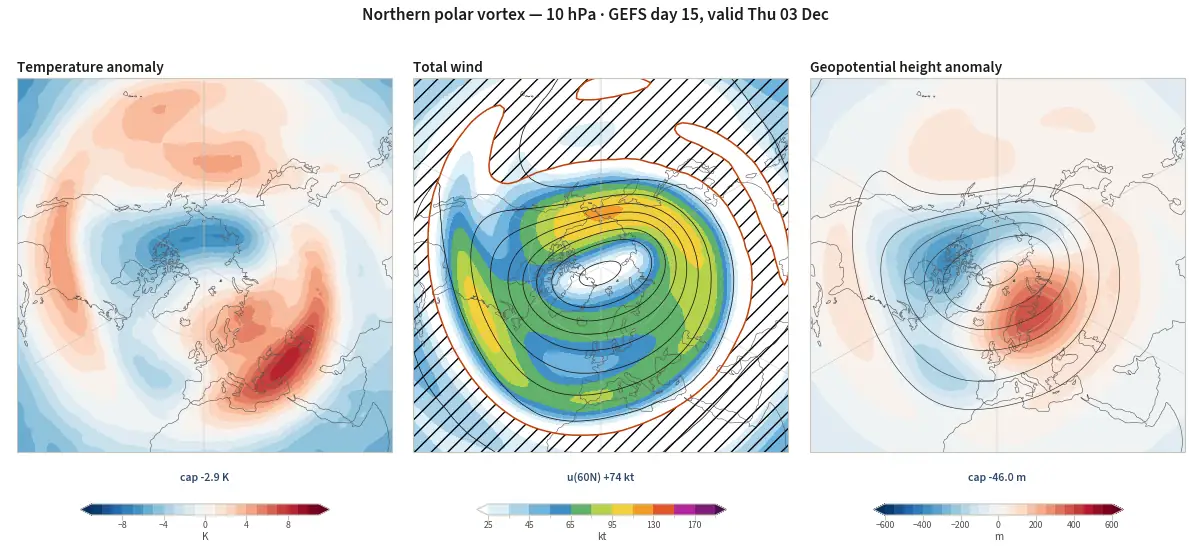 Northern polar vortex — 10 hPa · GEFS day 15, valid Thu 03 Dec
Temperature anomaly
Total wind
Geopotential height anomaly
cap -2.9 K
u(60N) +74 kt
cap -46.0 m
−8 −4 0 4 8
K
25 45 65 95 130 170
kt
−600 −400 −200 0 200 400 600
m